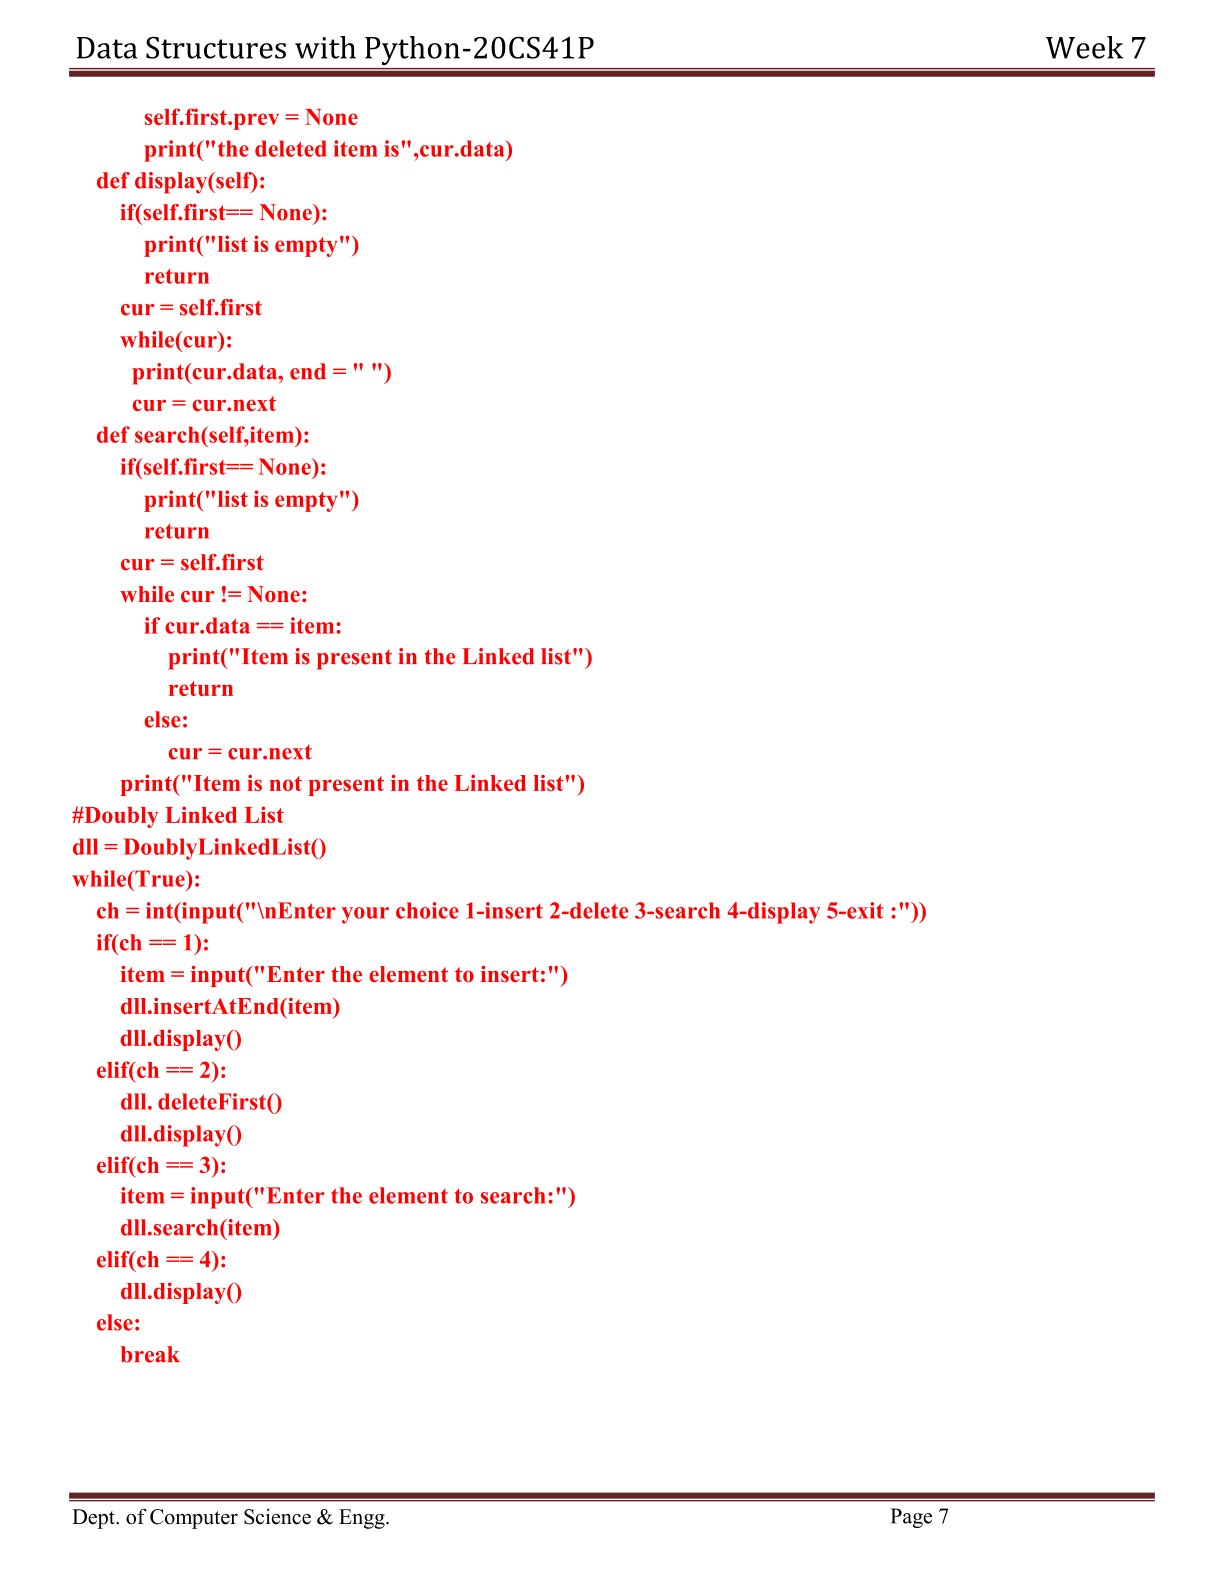 Data Structures with Python-20CS41P Week 7
self.first.prev = None
print("the deleted item is",cur.data)
def display(self):
if(self.first== None):
print("list is empty")
return
cur = self.first
while(cur):
print(cur.data, end = " ")
cur = cur.next
def search(self,item):
if(self.first== None):
print("list is empty")
return
cur = self.first
while cur != None:
if cur.data == item:
print("Item is present in the Linked list")
return
else:
cur = cur.next
print("Item is not present in the Linked list")
#Doubly Linked List
dll = DoublyLinkedList()
while(True):
ch = int(input("\nEnter your choice 1-insert 2-delete 3-search 4-display 5-exit :"))
if(ch == 1):
item = input("Enter the element to insert:")
dll.insertAtEnd(item)
dll.display()
elif(ch == 2):
dll. deleteFirst()
dll.display()
elif(ch == 3):
item = input("Enter the element to search:")
dll.search(item)
elif(ch == 4):
dll.display()
else:
break
Dept. of Computer Science & Engg. Page 7